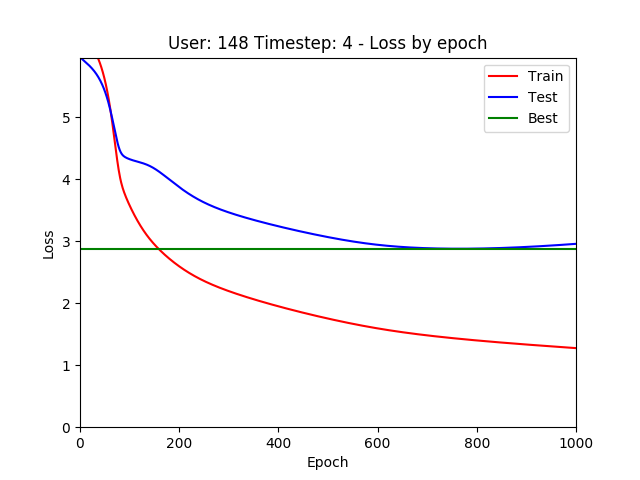 User: 148 Timestep: 4 - Loss by epoch
Train
Test
Best
Loss
5
4
3
2
1
0
0 200 400 600 800 1000
Epoch